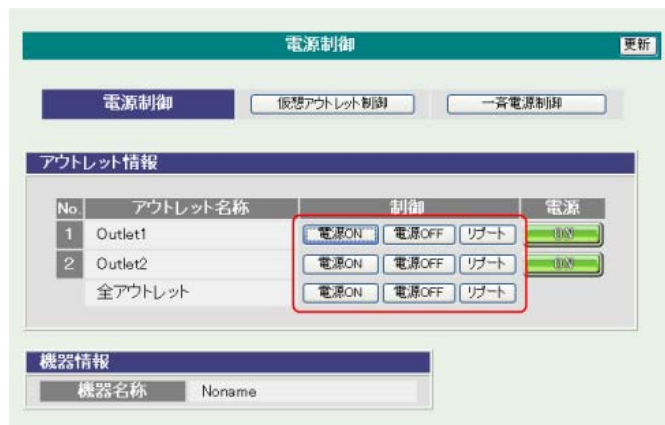 電源制御 更新
電源制御 仮想アウトレット制御 一斉電源制御
アウトレット情報
No. アウトレット名称 制御 電源
1 Outlet1 電源ON 電源OFF リブート ON
2 Outlet2 電源ON 電源OFF リブート ON
全アウトレット 電源ON 電源OFF リブート
機器情報
機器名称 Noname